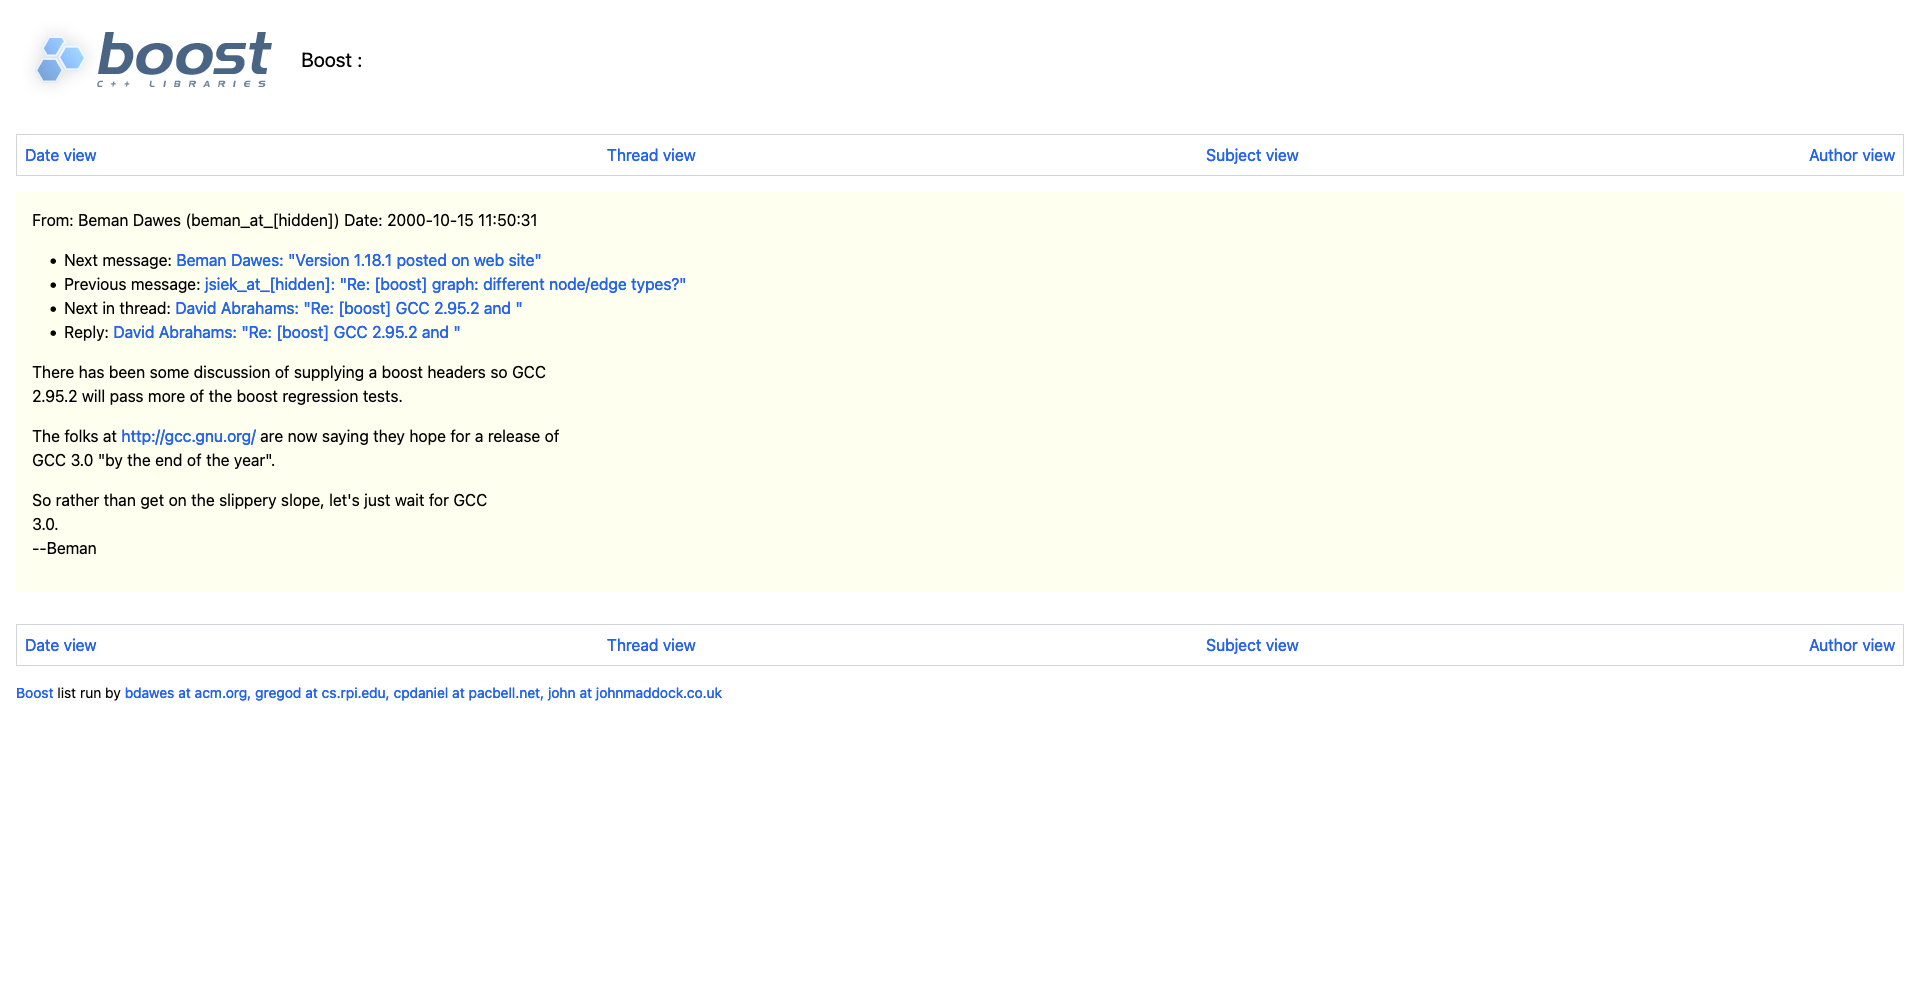 boost
C++ LIBRARIES
Boost :
Date view Thread view Subject view Author view
From: Beman Dawes (beman_at_[hidden]) Date: 2000-10-15 11:50:31
• Next message: Beman Dawes: "Version 1.18.1 posted on web site"
• Previous message: jsiek_at_[hidden]: "Re: [boost] graph: different node/edge types?"
• Next in thread: David Abrahams: "Re: [boost] GCC 2.95.2 and "
• Reply: David Abrahams: "Re: [boost] GCC 2.95.2 and "
There has been some discussion of supplying a boost headers so GCC
2.95.2 will pass more of the boost regression tests.
The folks at http://gcc.gnu.org/ are now saying they hope for a release of
GCC 3.0 "by the end of the year".
So rather than get on the slippery slope, let's just wait for GCC
3.0.
--Beman
Date view Thread view Subject view Author view
Boost list run by bdawes at acm.org, gregod at cs.rpi.edu, cpdaniel at pacbell.net, john at johnmaddock.co.uk